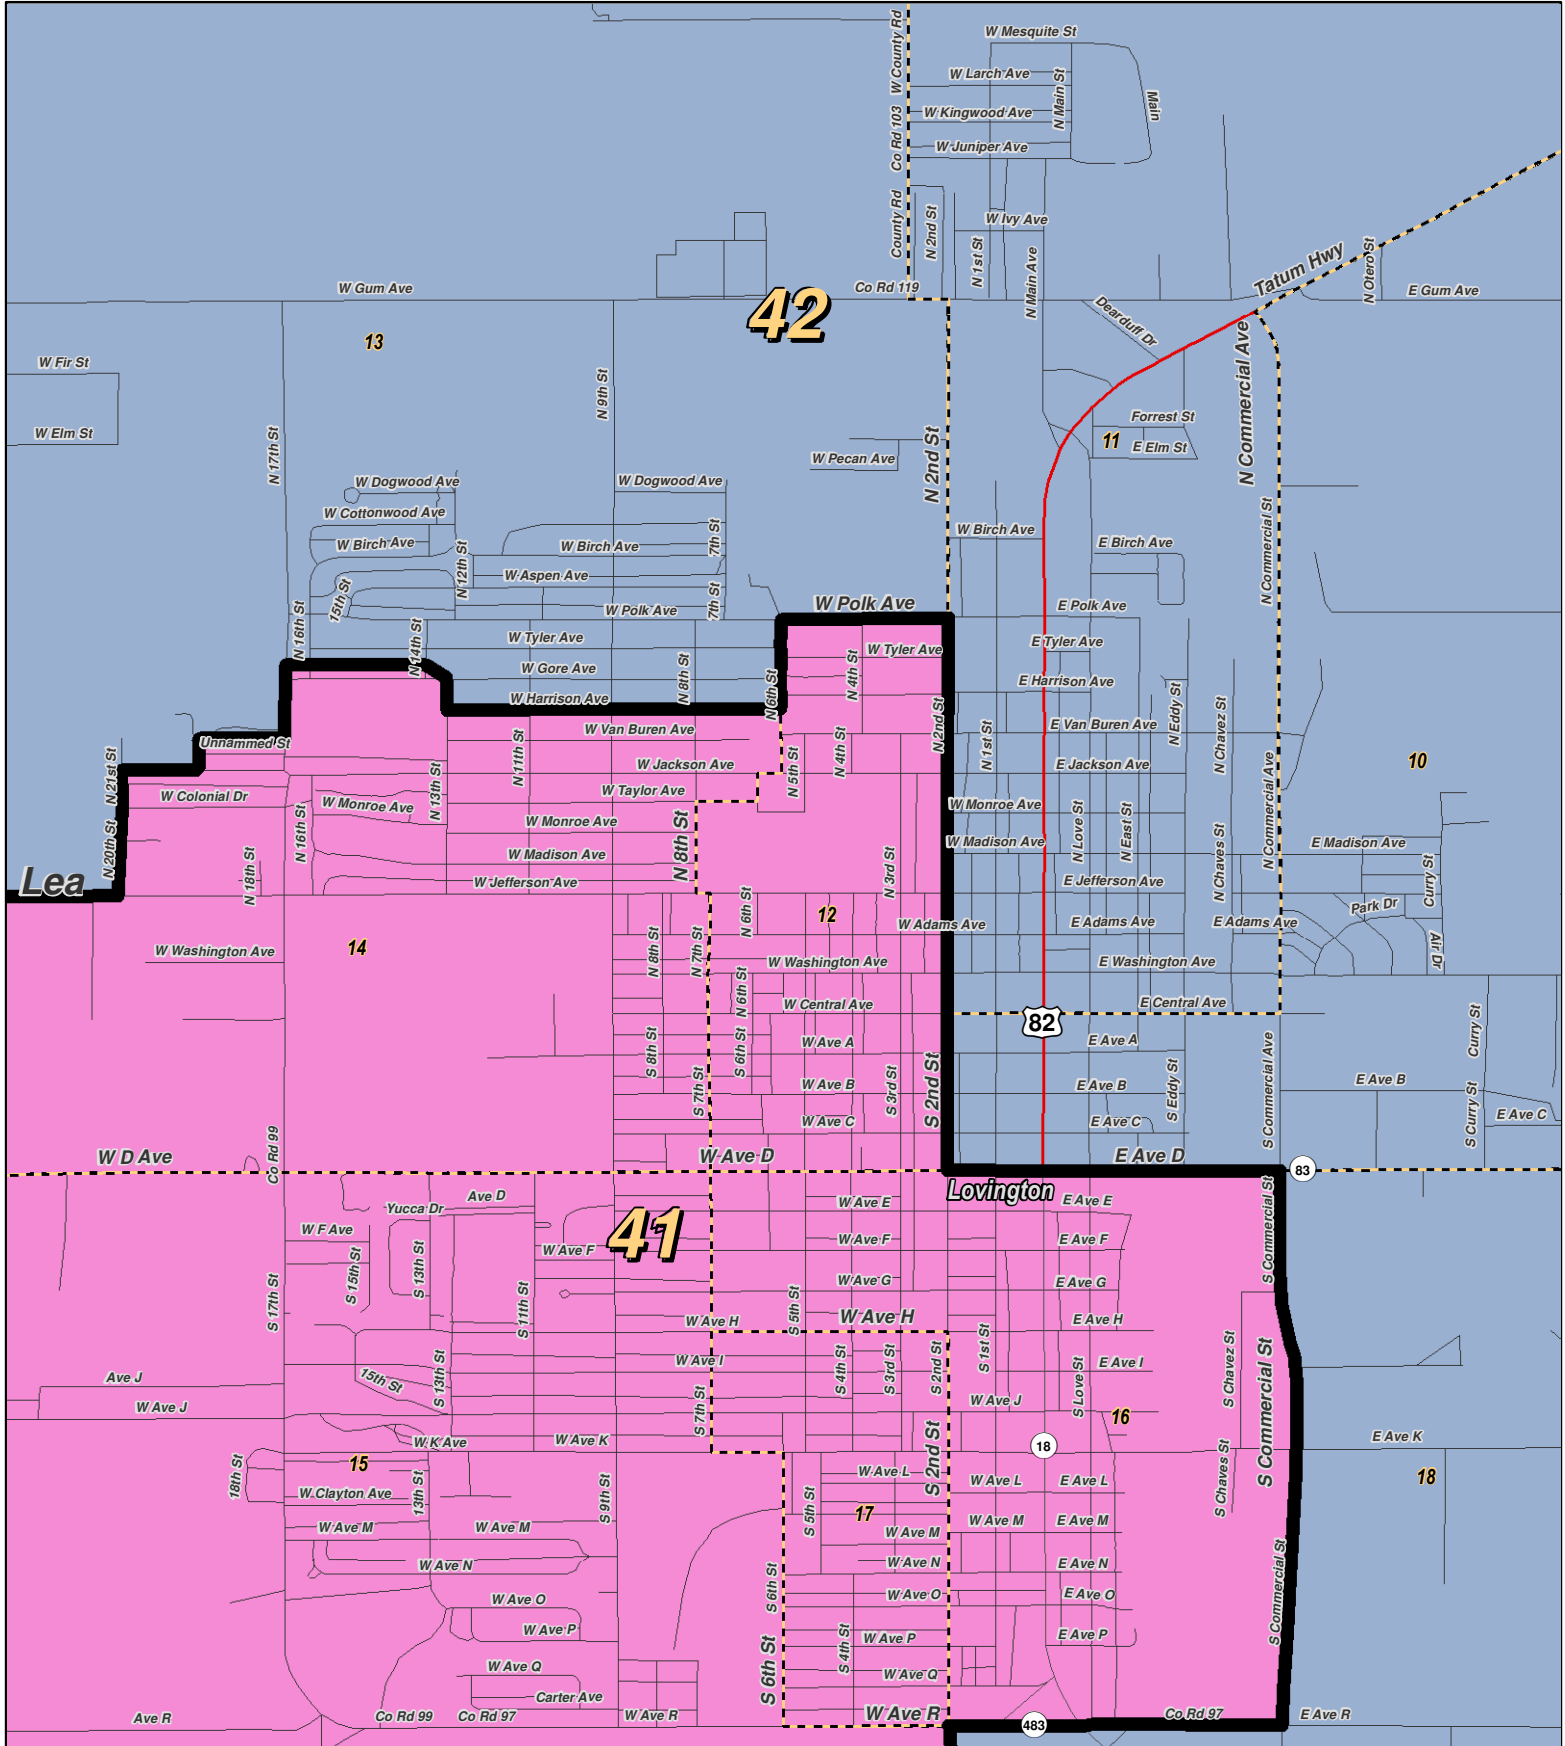 W Mesquite St
W County Rd
W Larch Ave
N Main St
Main
W Kingwood Ave
Co Rd 103
W Juniper Ave
County Rd
N 2nd St
W Ivy Ave
N 1st St
N Main Ave
Tatum Hwy
N Otero St
W Gum Ave
Co Rd 119
E Gum Ave
42
Dearduff Dr
13
W Fir St
N Commercial Ave
N 9th St
Forrest St
W Elm St
11
E Elm St
N 17th St
W Pecan Ave
N 2nd St
W Dogwood Ave
W Dogwood Ave
W Cottonwood Ave
W Birch Ave
N Commercial St
W Birch Ave
W Birch Ave
7th St
E Birch Ave
N 12th St
W Aspen Ave
15th St
W Polk Ave
7th St
W Polk Ave
E Polk Ave
N 16th St
N 14th St
W Tyler Ave
E Tyler Ave
W Tyler Ave
W Gore Ave
N 8th St
N 4th St
E Harrison Ave
W Harrison Ave
N 6th St
N 2nd St
N Eddy St
E Van Buren Ave
W Van Buren Ave
Unnammed St
N 11th St
N 5th St
N 4th St
N 1st St
N Chavez St
N 21st St
W Jackson Ave
E Jackson Ave
10
N 13th St
W Colonial Dr
W Taylor Ave
W Monroe Ave
W Monroe Ave
W Monroe Ave
N Love St
N East St
N Commercial Ave
N 16th St
N 20th St
W Madison Ave
N 8th St
W Madison Ave
E Madison Ave
N 18th St
N 3rd St
N Chaves St
Curry St
Lea
W Jefferson Ave
E Jefferson Ave
Park Dr
12
N 6th St
W Adams Ave
E Adams Ave
E Adams Ave
14
W Washington Ave
N 8th St
N 7th St
Air Dr
W Washington Ave
E Washington Ave
N 6th St
W Central Ave
E Central Ave
82
Curry St
S 8th St
S 6th St
W Ave A
E Ave A
S 7th St
W Ave B
S 3rd St
S 2nd St
E Ave B
S Eddy St
S Commercial Ave
E Ave B
W Ave C
E Ave C
S Curry St
E Ave C
Co Rd 99
W D Ave
W Ave D
E Ave D
83
Lovington
Ave D
Yucca Dr
W Ave E
E Ave E
W F Ave
41
W Ave F
W Ave F
E Ave F
S Commercial St
S 15th St
S 13th St
W Ave G
E Ave G
S 17th St
S 11th St
S 5th St
W Ave H
W Ave H
E Ave H
S 1st St
W Ave I
E Ave I
S Chavez St
S 4th St
S 3rd St
S 2nd St
Ave J
15th St
S 13th St
S Love St
S Commercial St
W Ave J
S 7th St
W Ave J
16
W K Ave
W Ave K
18
E Ave K
15
18th St
S 2nd St
W Ave L
W Ave L
E Ave L
S Chaves St
18
13th St
W Clayton Ave
S 9th St
S 5th St
17
W Ave M
W Ave M
W Ave M
W Ave M
E Ave M
W Ave N
W Ave N
E Ave N
S 6th St
W Ave O
W Ave O
E Ave O
S Commercial St
W Ave P
S 4th St
W Ave P
E Ave P
W Ave Q
S 6th St
W Ave Q
Carter Ave
Ave R
Co Rd 99
Co Rd 97
W Ave R
W Ave R
483
Co Rd 97
E Ave R